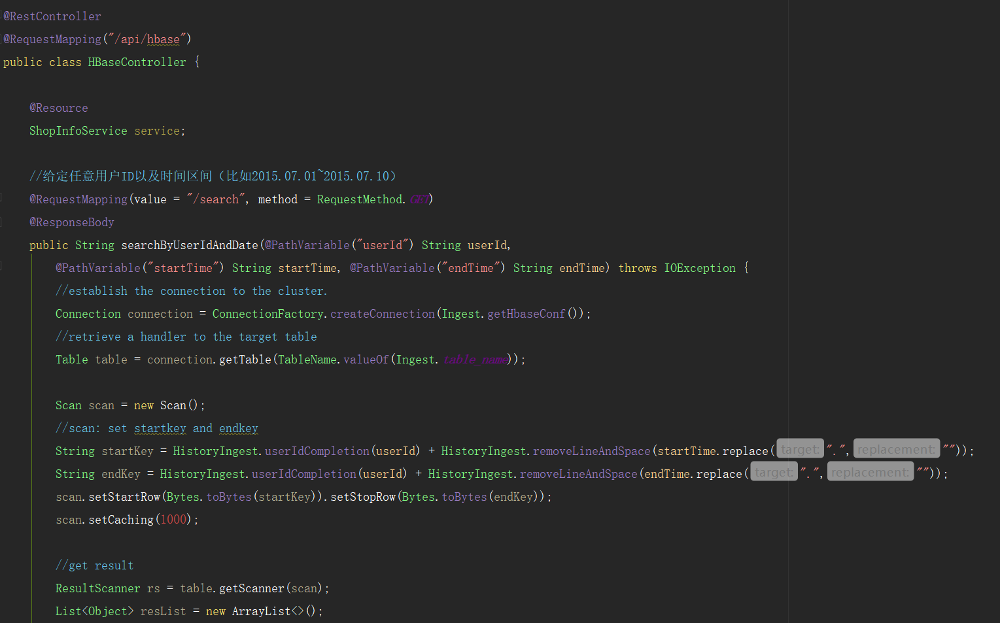 @RestController
@RequestMapping("/api/hbase")
public class HBaseController {
@Resource
ShopInfoService service;
//给定任意用户ID以及时间区间（比如2015.07.01~2015.07.10）
@RequestMapping(value = "/search", method = RequestMethod.GET)
@ResponseBody
public String searchByUserIdAndDate(@PathVariable("userId") String userId,
@PathVariable("startTime") String startTime, @PathVariable("endTime") String endTime) throws IOException {
//establish the connection to the cluster.
Connection connection = ConnectionFactory.createConnection(Ingest.getHbaseConf());
//retrieve a handler to the target table
Table table = connection.getTable(TableName.valueOf(Ingest.table_name));
Scan scan = new Scan();
//scan: set startkey and endkey
String startKey = HistoryIngest.userIdCompletion(userId) + HistoryIngest.removeLineAndSpace(startTime.replace( target: ".", replacement: ""));
String endKey = HistoryIngest.userIdCompletion(userId) + HistoryIngest.removeLineAndSpace(endTime.replace( target: ".", replacement: ""));
scan.setStartRow(Bytes.toBytes(startKey)).setStopRow(Bytes.toBytes(endKey));
scan.setCaching(1000);
//get result
ResultScanner rs = table.getScanner(scan);
List<Object> resList = new ArrayList<>();